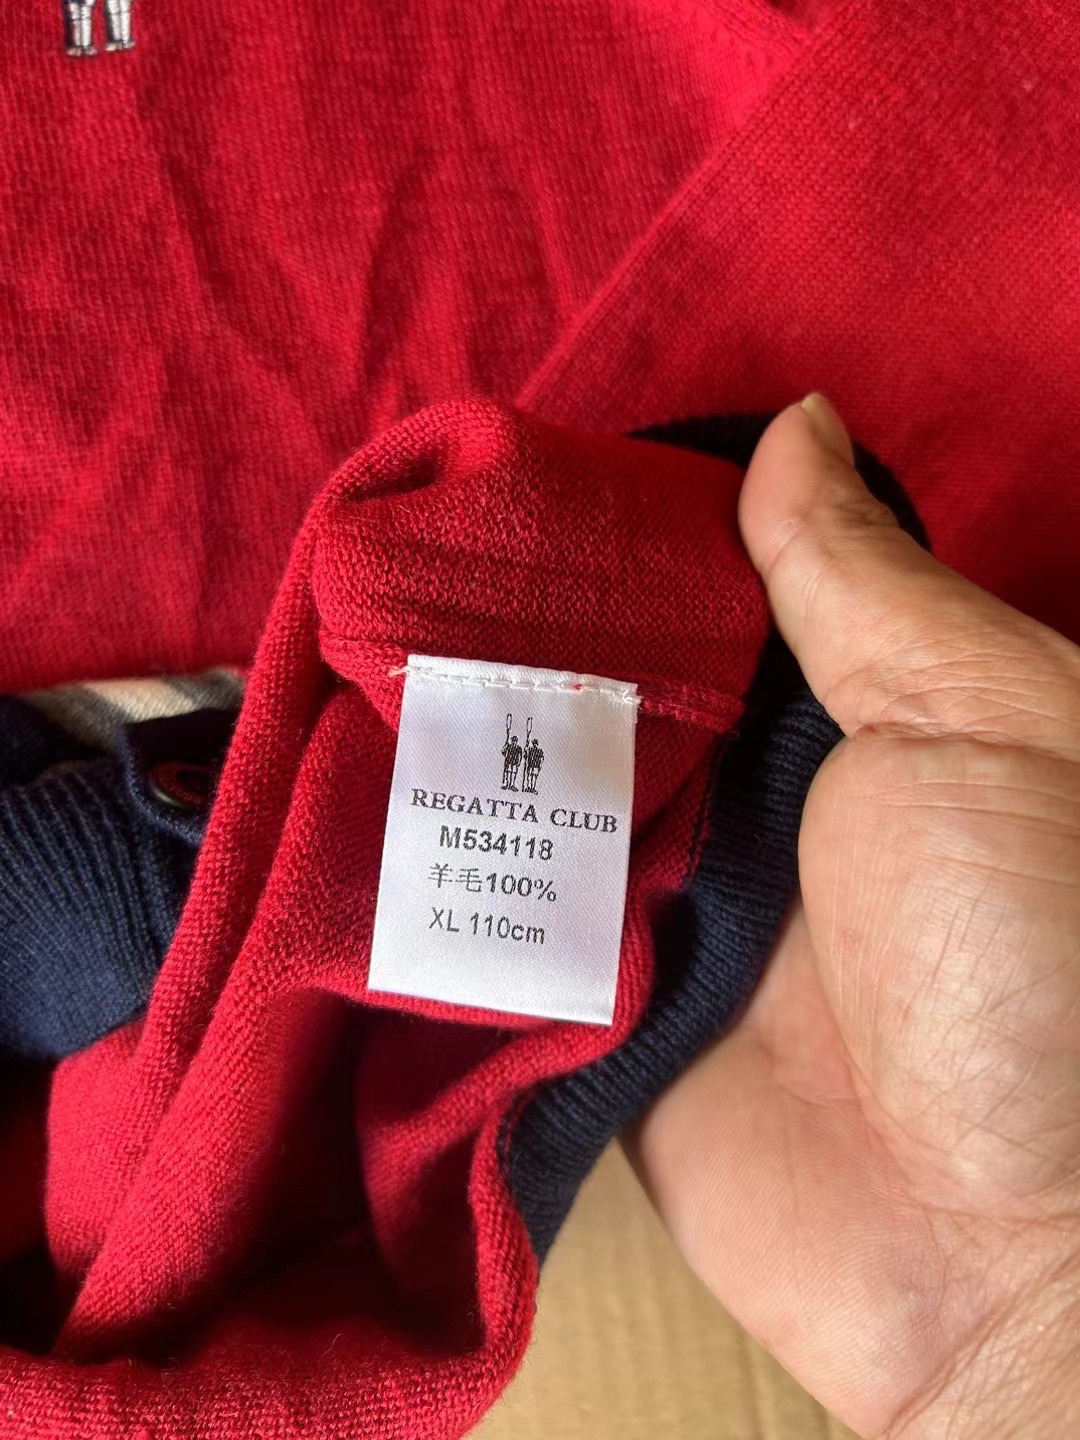 REGATTA CLUB
M534118
羊毛100%
XL 110cm